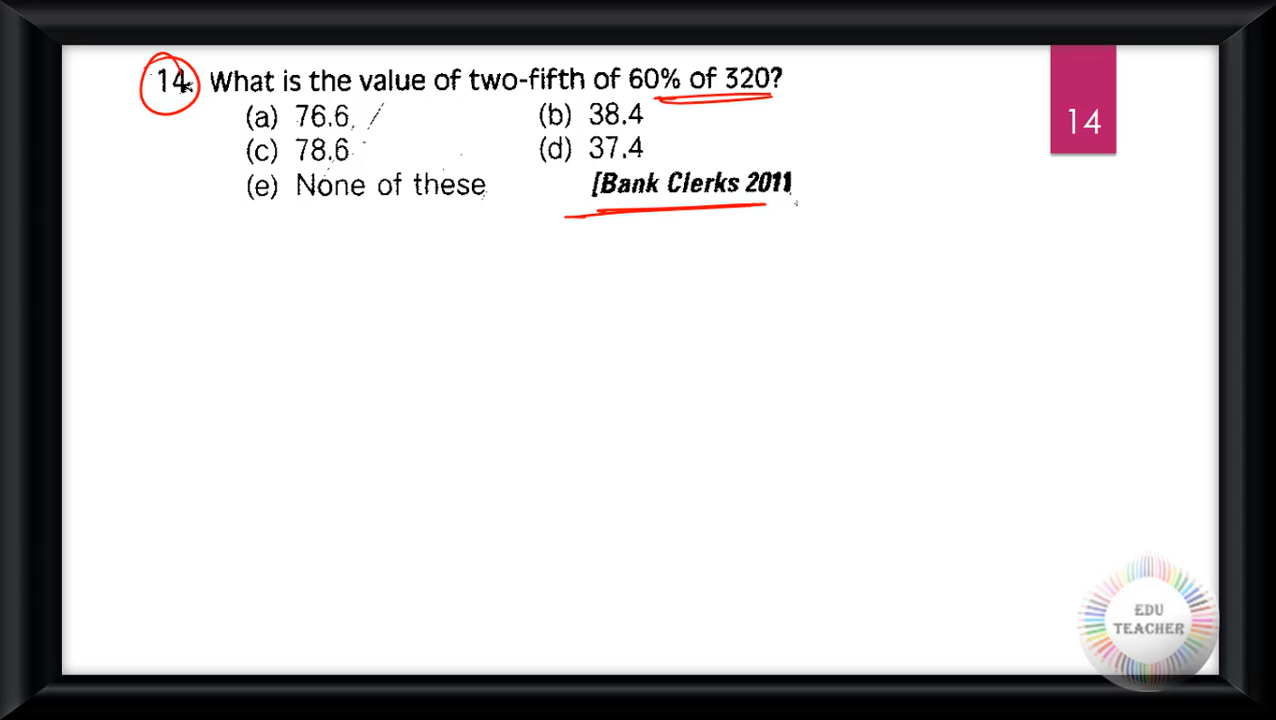 14. What is the value of two-fifth of 60% of 320?
(a) 76.6 (b) 38.4
(c) 78.6 (d) 37.4
(e) None of these [Bank Clerks 2011
14
EDU
TEACHER